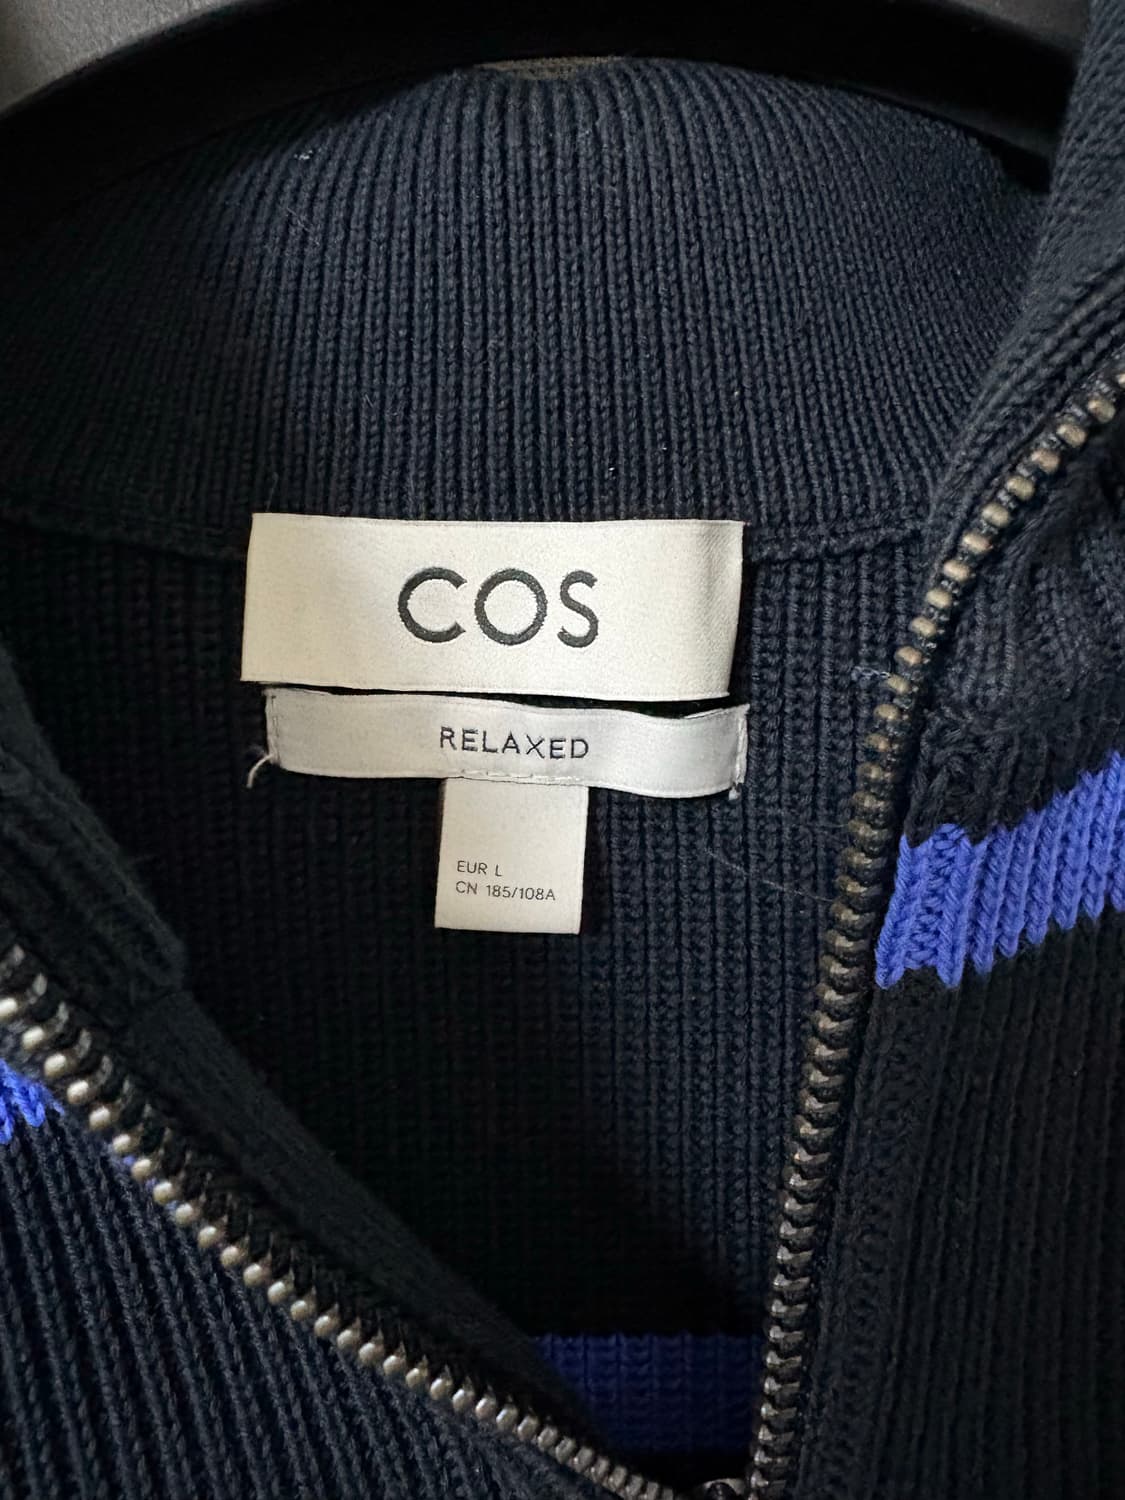 COS
RELAXED
EUR L
CN 185/108A